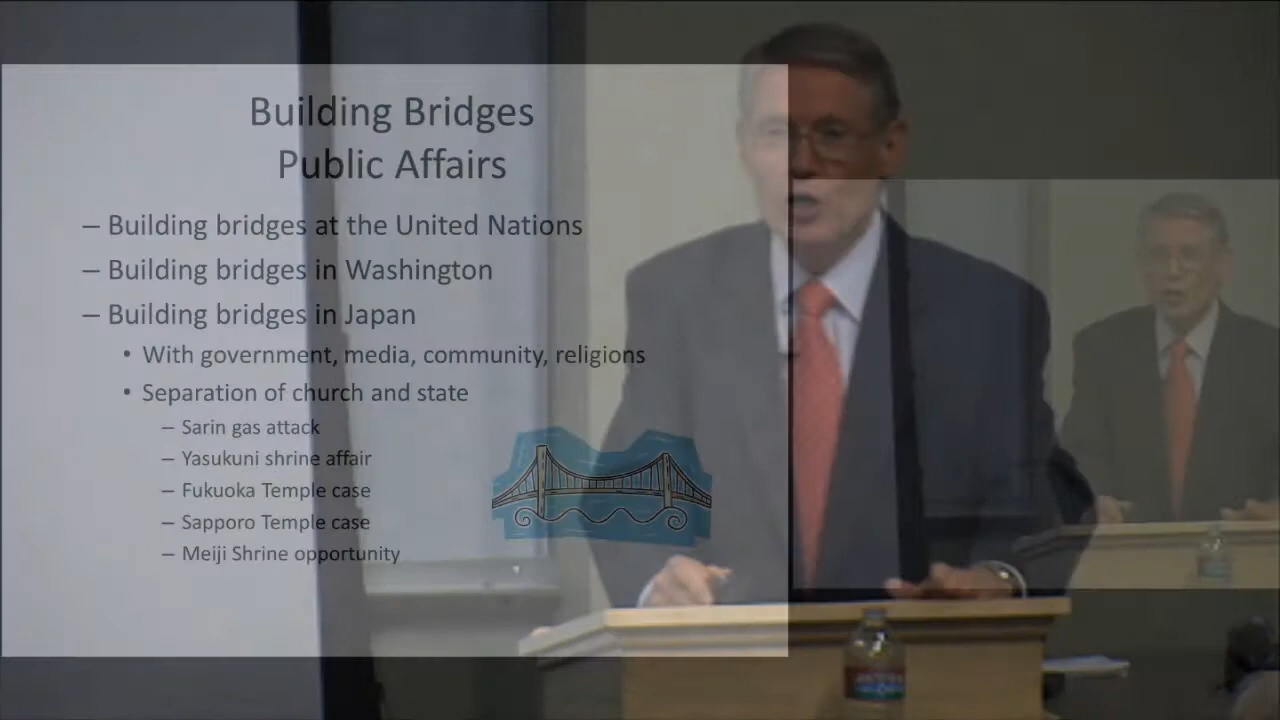 Building Bridges
Public Affairs
– Building bridges at the United Nations
– Building bridges in Washington
– Building bridges in Japan
• With government, media, community, religions
• Separation of church and state
– Sarin gas attack
– Yasukuni shrine affair
– Fukuoka Temple case
– Sapporo Temple case
– Meiji Shrine opportunity